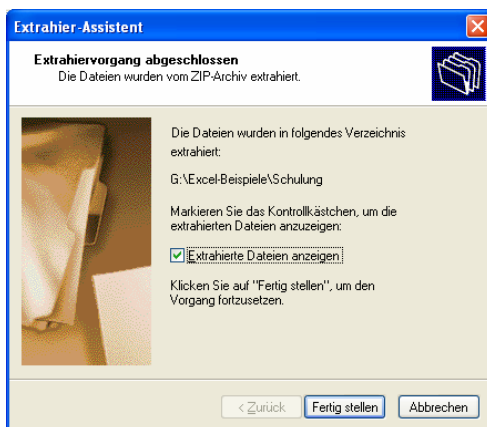 Extrahier-Assistent
Extrahiervorgang abgeschlossen
Die Dateien wurden vom ZIP-Archiv extrahiert.
Die Dateien wurden in folgendes Verzeichnis
extrahiert:
G:\Excel-Beispiele\Schulung
Markieren Sie das Kontrollkästchen, um die
extrahierten Dateien anzuzeigen:
Extrahierte Dateien anzeigen
Klicken Sie auf "Fertig stellen", um den
Vorgang fortzusetzen.
< Zurück Fertig stellen Abbrechen